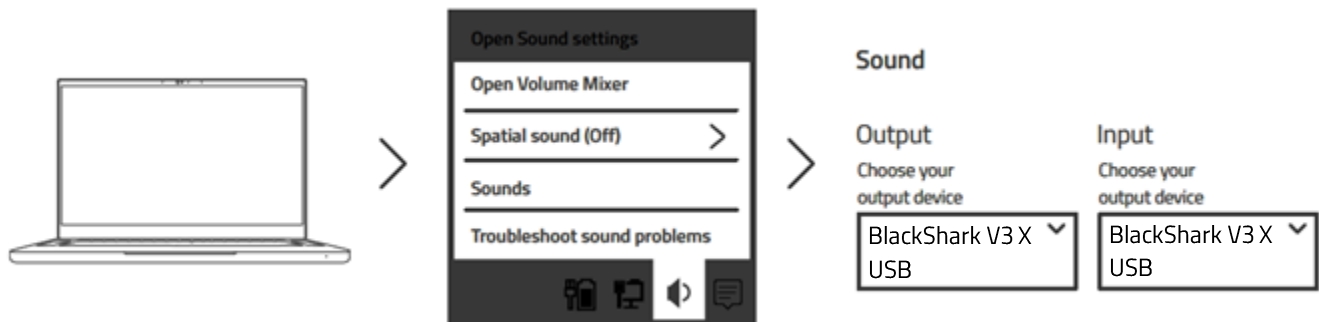 Open Sound settings
Open Volume Mixer
Spatial sound (Off)
Sounds
Troubleshoot sound problems
Sound
Output
Choose your
output device
BlackShark V3 X
USB
Input
Choose your
output device
BlackShark V3 X
USB